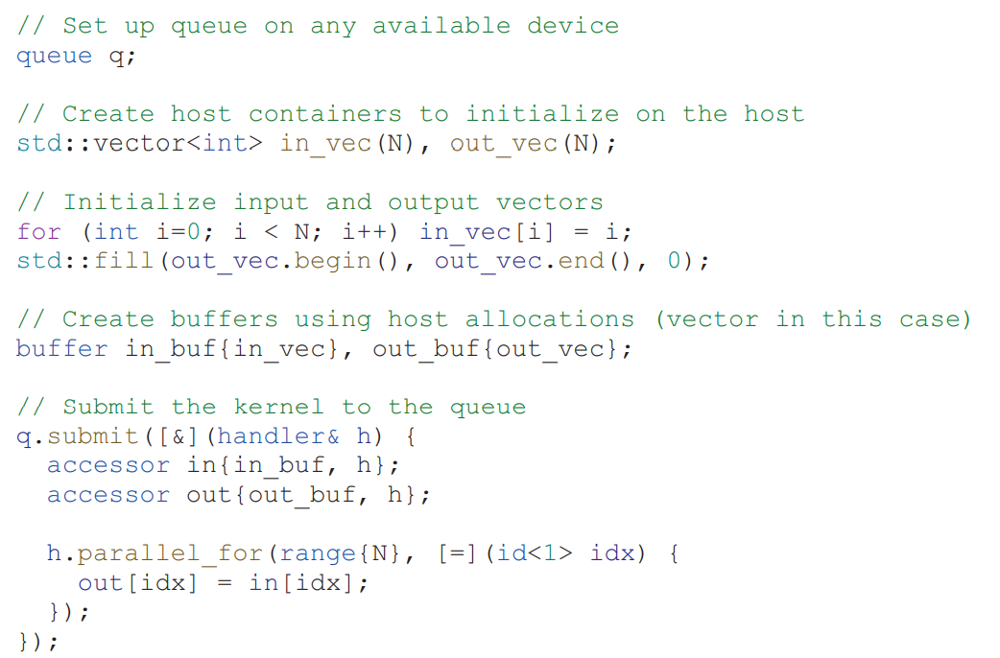 // Set up queue on any available device
queue q;
// Create host containers to initialize on the host
std::vector<int> in_vec(N), out_vec(N);
// Initialize input and output vectors
for (int i=0; i < N; i++) in_vec[i] = i;
std::fill(out_vec.begin(), out_vec.end(), 0);
// Create buffers using host allocations (vector in this case)
buffer in_buf{in_vec}, out_buf{out_vec};
// Submit the kernel to the queue
q.submit([&](handler& h) {
  accessor in{in_buf, h};
  accessor out{out_buf, h};
  h.parallel_for(range{N}, [=](id<1> idx) {
    out[idx] = in[idx];
  });
});